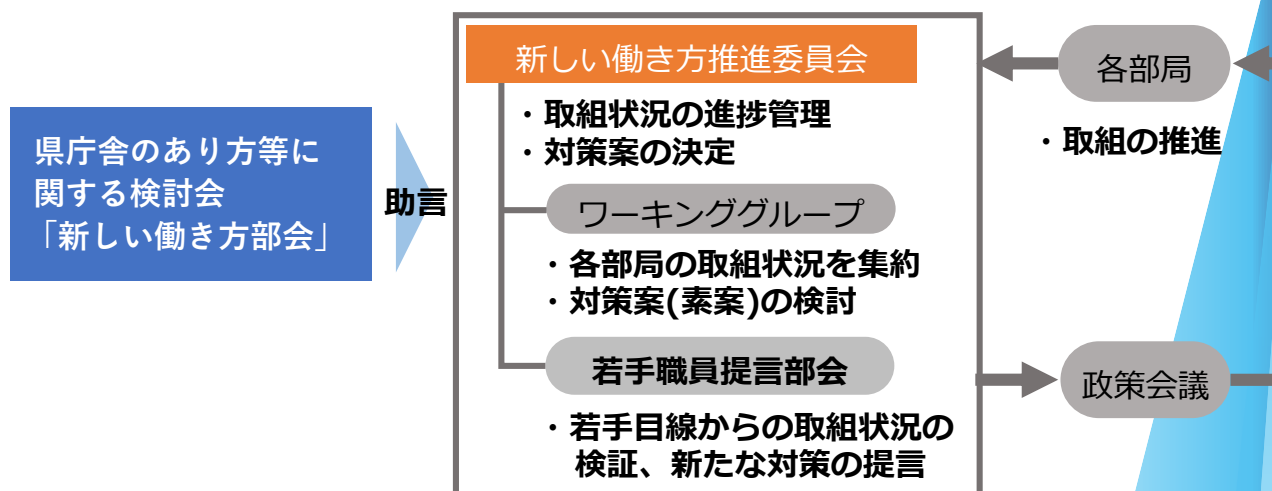 県庁舎のあり方等に
関する検討会
「新しい働き方部会」
助言
新しい働き方推進委員会
・取組状況の進捗管理
・対策案の決定
ワーキンググループ
・各部局の取組状況を集約
・対策案(素案)の検討
若手職員提言部会
・若手目線からの取組状況の
検証、新たな対策の提言
各部局
・取組の推進
政策会議